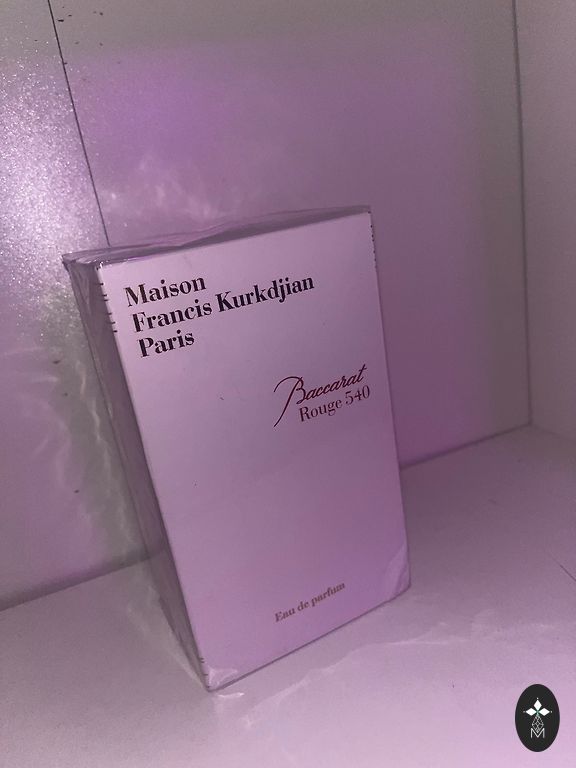 Maison
Francis Kurkdjian
Paris
Baccarat
Rouge 540
Eau de parfum
M